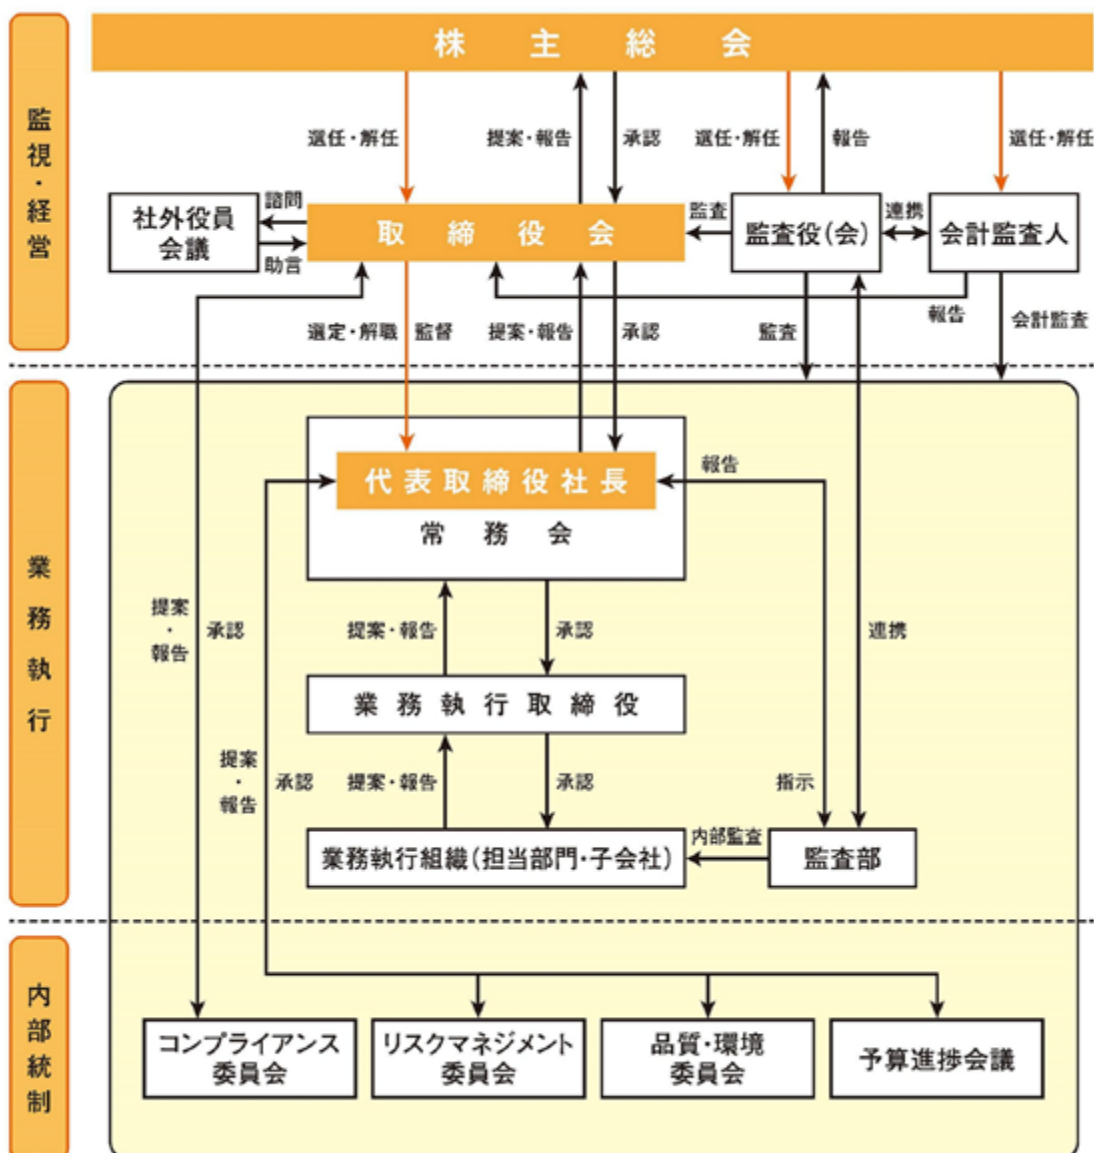 監視・経営
株主総会
選任・解任
提案・報告
承認
選任・解任
報告
選任・解任
社外役員
会議
諮問
助言
取締役会
監査
監査役(会)
連携
会計監査人
選定・解職
監督
提案・報告
承認
監査
報告
会計監査
業務執行
代表取締役社長
常務会
報告
提案
・
報告
承認
提案・報告
承認
連携
業務執行取締役
提案
・
報告
承認
提案・報告
承認
指示
業務執行組織(担当部門・子会社)
内部監査
監査部
内部統制
コンプライアンス
委員会
リスクマネジメント
委員会
品質・環境
委員会
予算進捗会議